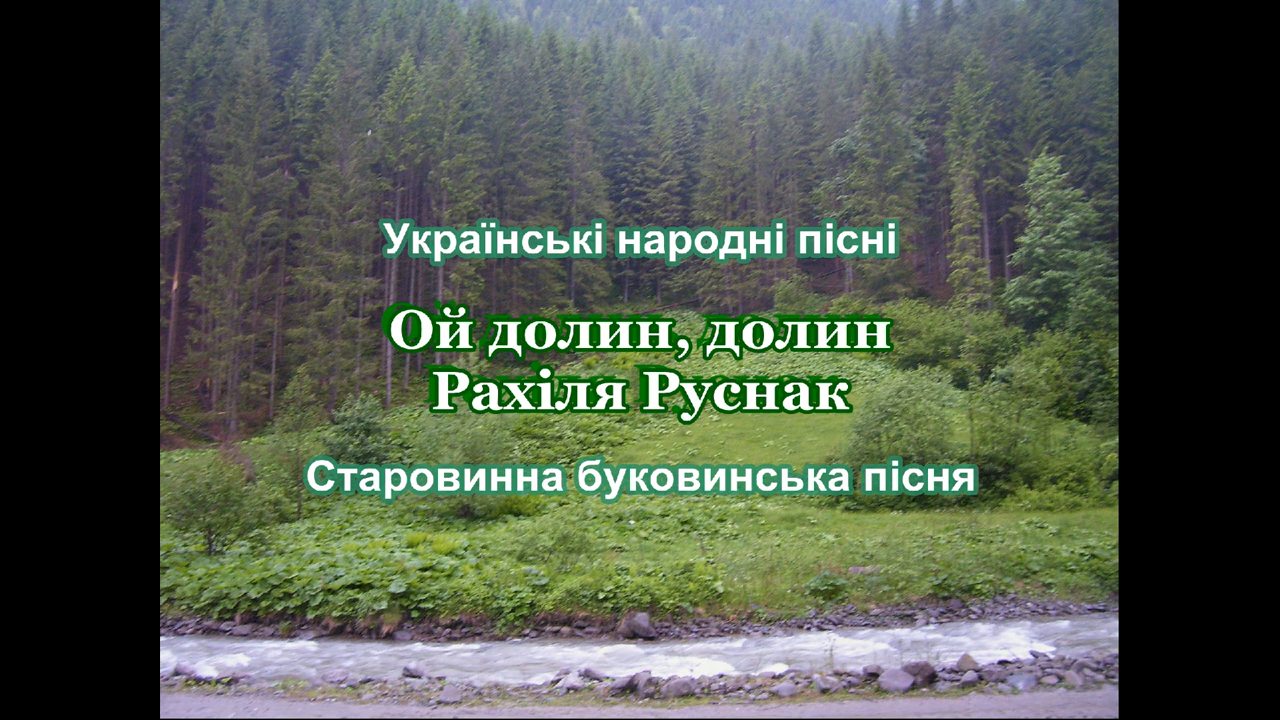 Українські народні пісні
Ой долин, долин
Рахіля Руснак
Старовинна буковинська пісня